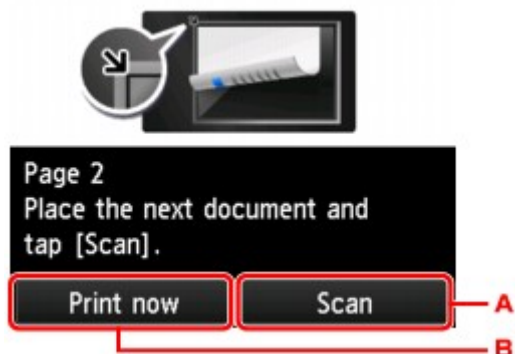 Page 2
Place the next document and
tap [Scan].
Print now
Scan
A
B